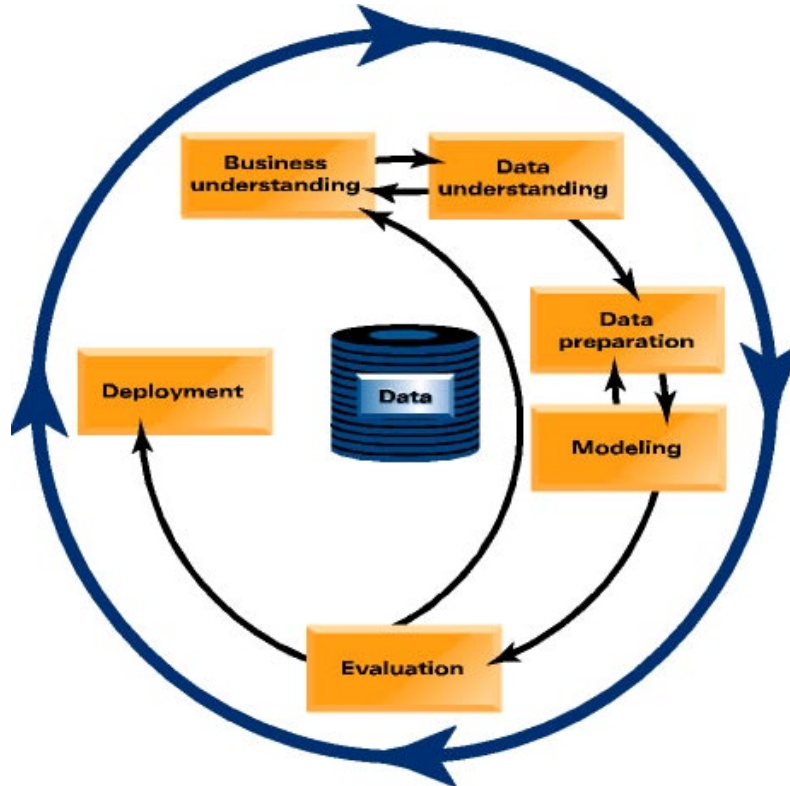 Business
understanding
Data
understanding
Data
preparation
Deployment
Data
Modeling
Evaluation